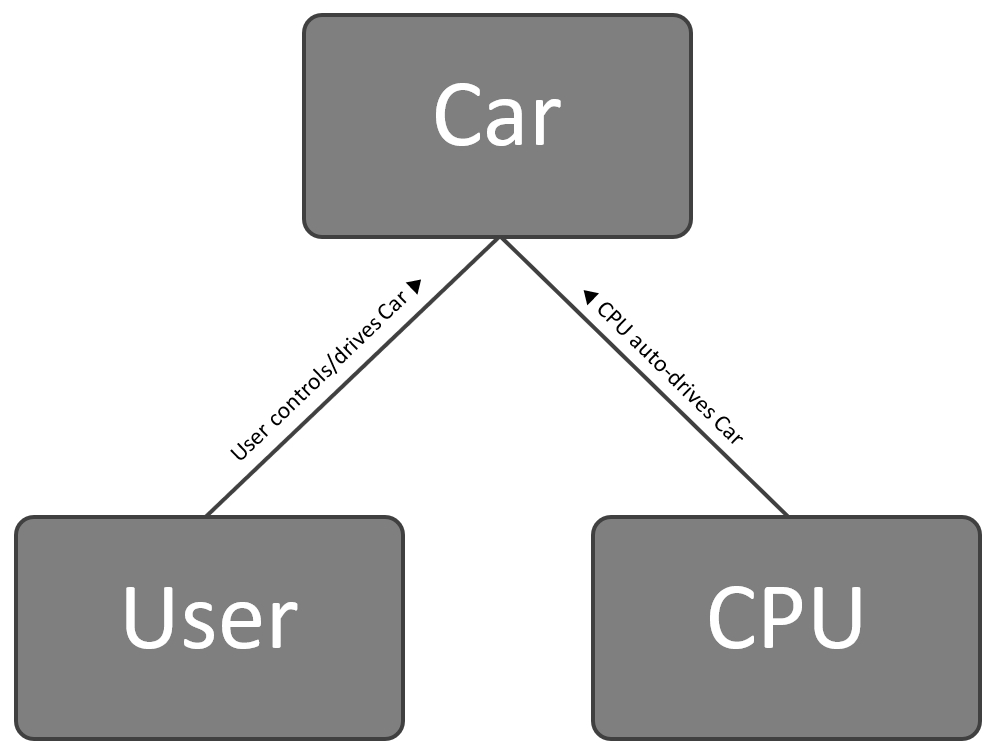 Car
User controls/drives Car
CPU auto-drives Car
User
CPU